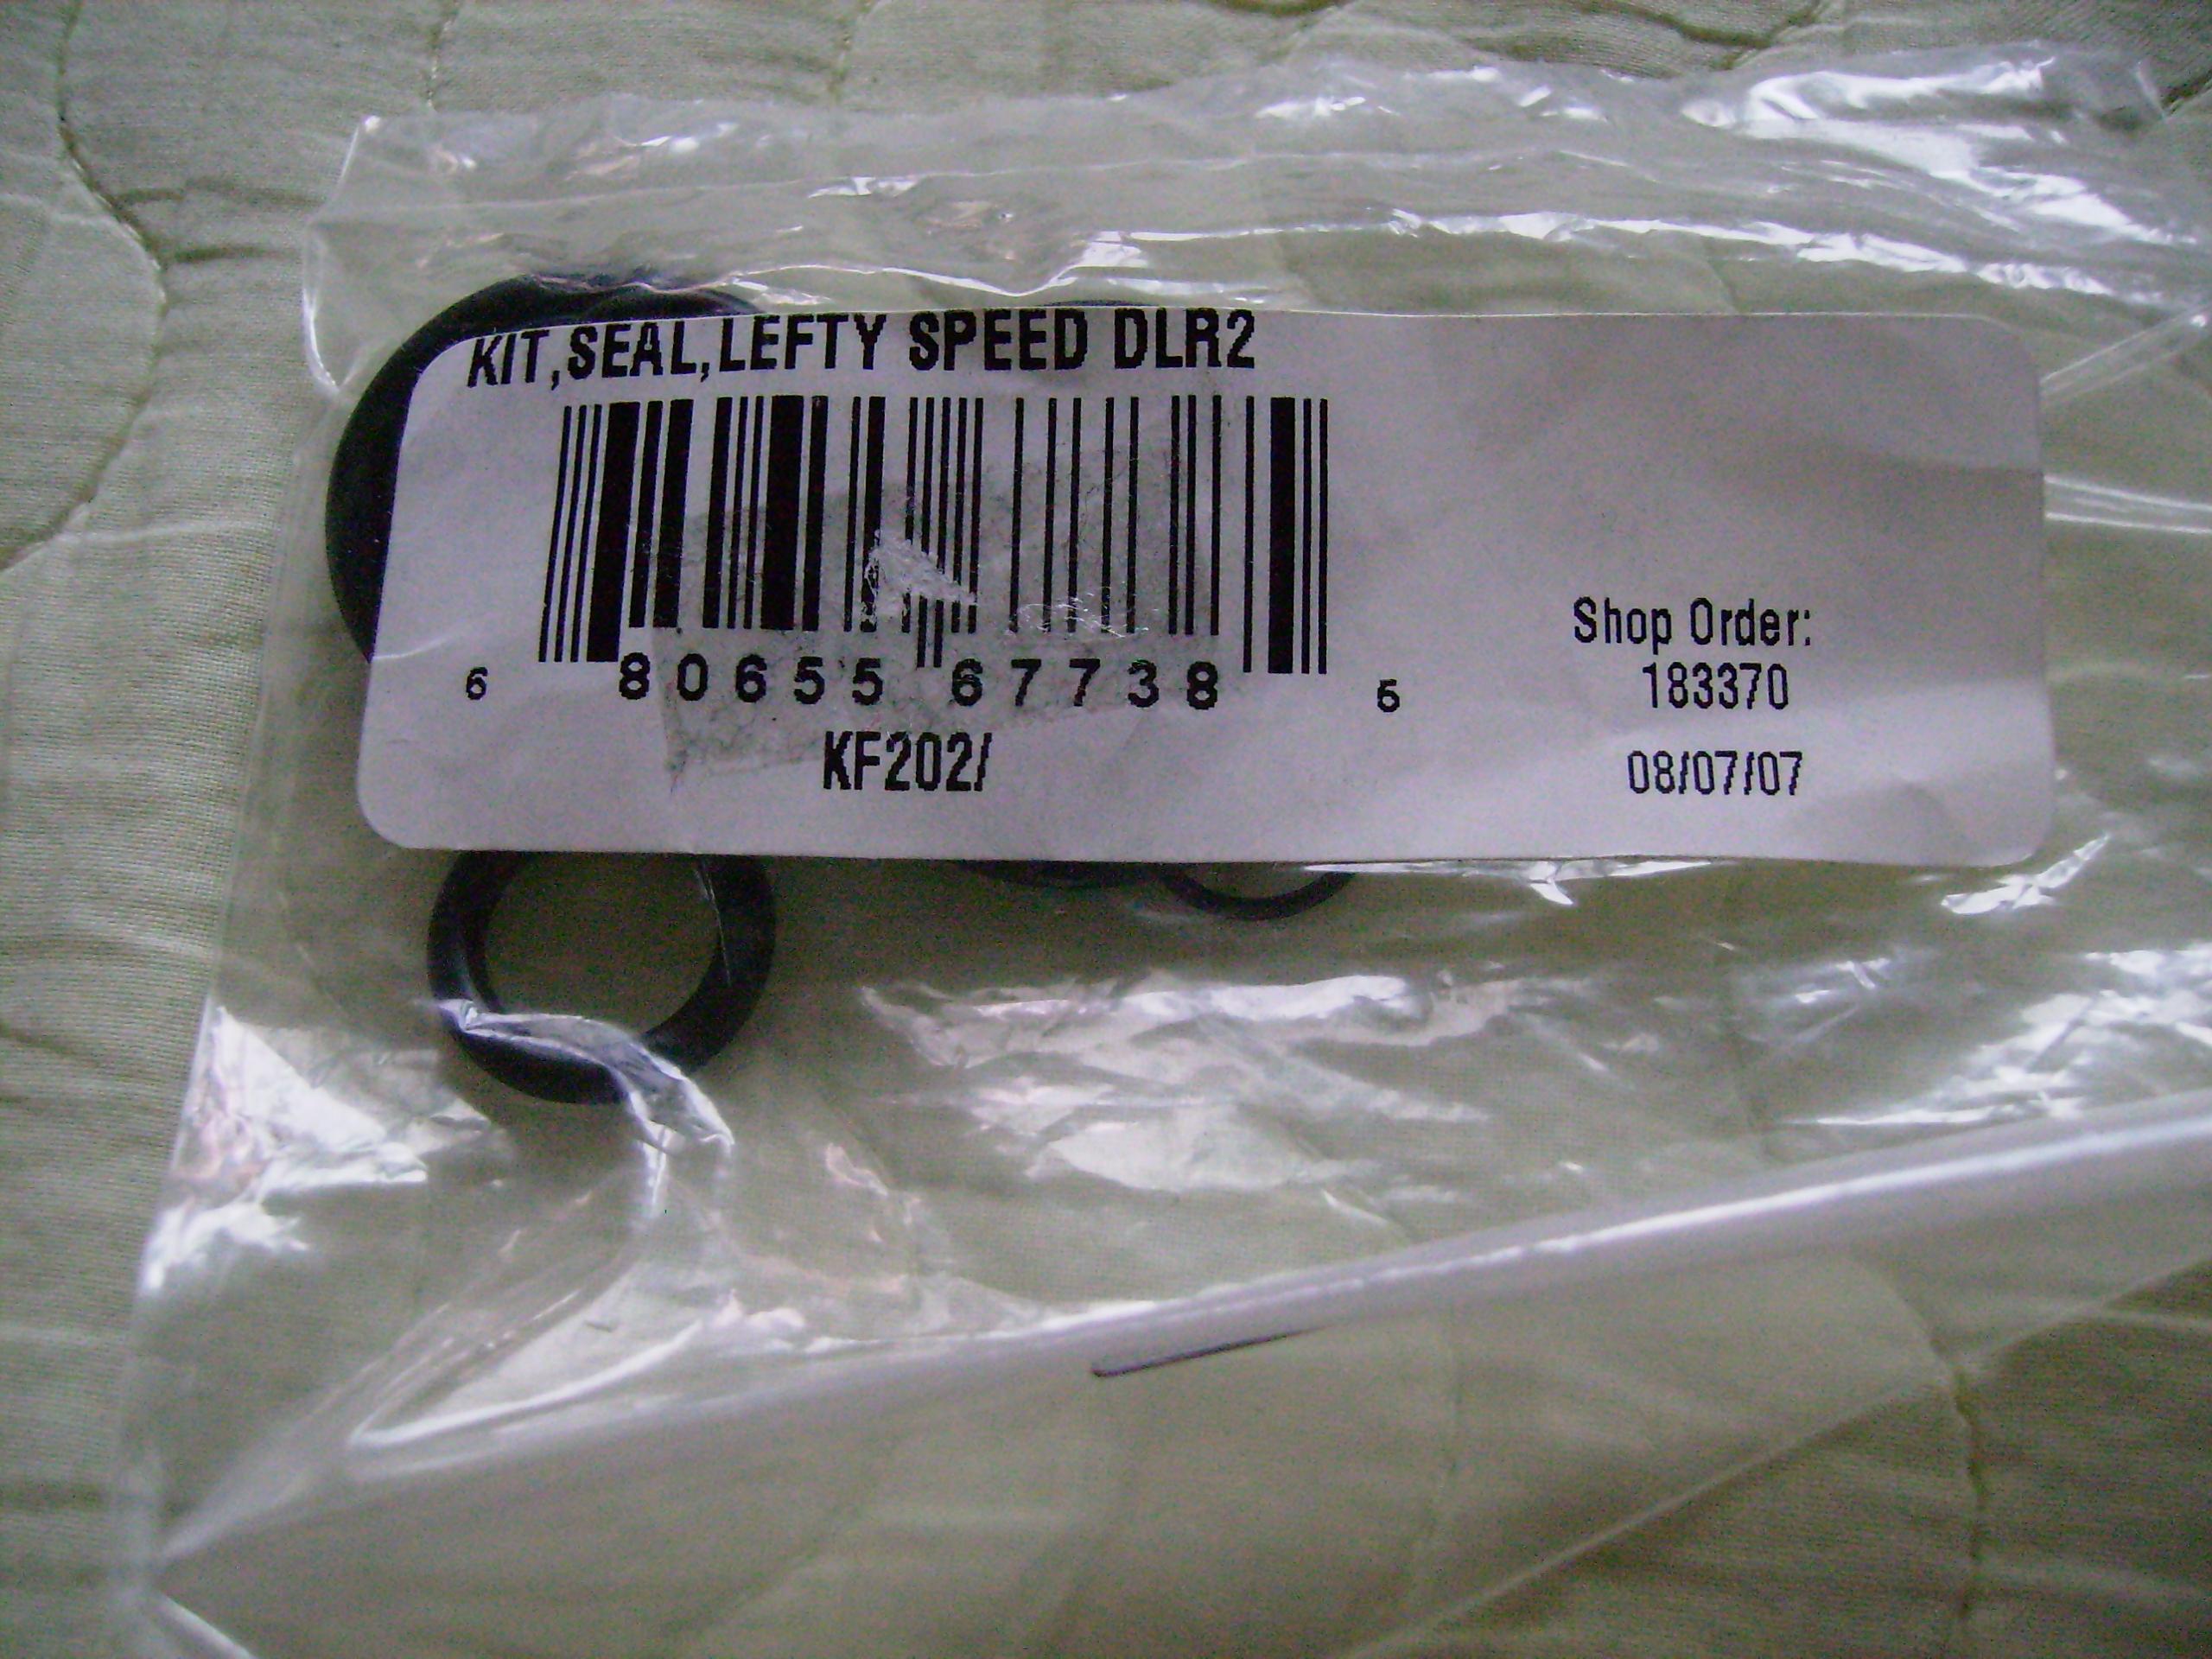 KIT,SEAL,LEFTY SPEED DLR2
6 80655 67738 5
KF202/
Shop Order:
183370
08/07/07